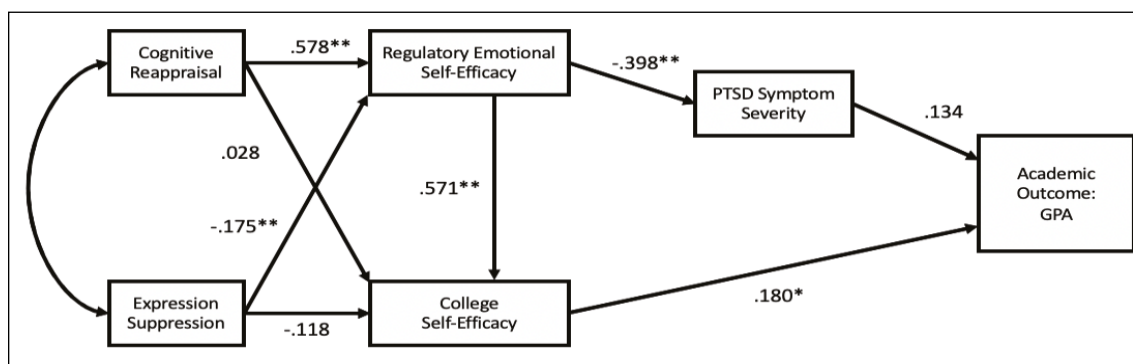 Cognitive
Reappraisal
.578**
Regulatory Emotional
Self-Efficacy
-.398**
PTSD Symptom
Severity
.134
.028
Academic
Outcome:
GPA
.571**
-.175**
Expression
Suppression
-.118
College
Self-Efficacy
.180*